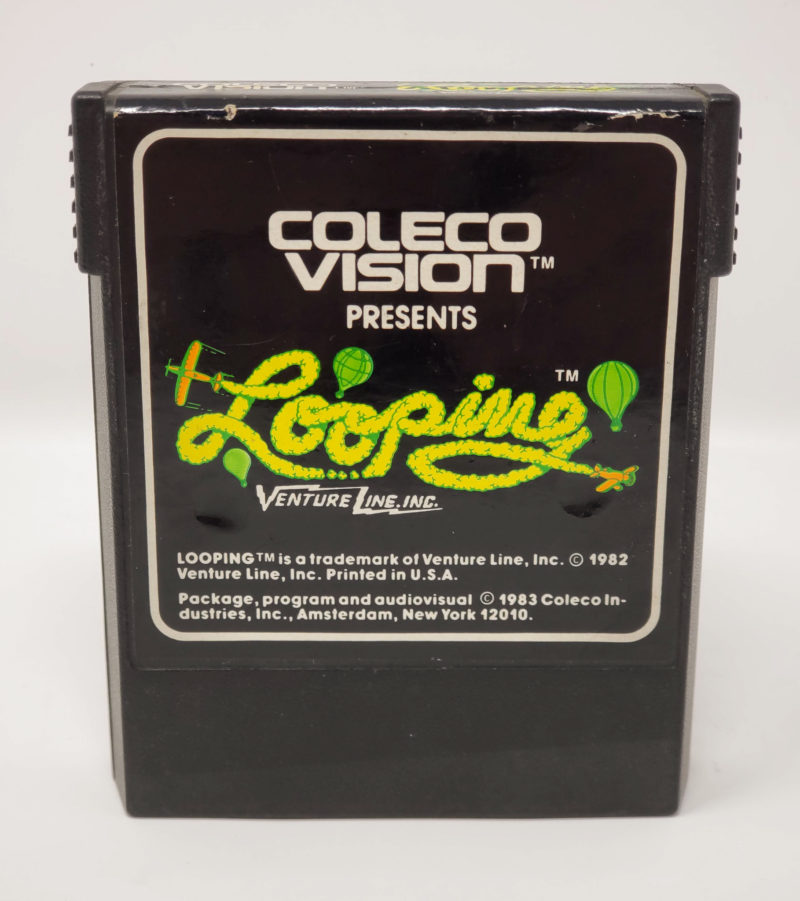 COLECO
VISION™
PRESENTS
Looping™
VENTURE LINE, INC.
LOOPING™ is a trademark of Venture Line, Inc. © 1982
Venture Line, Inc. Printed in U.S.A.
Package, program and audiovisual © 1983 Coleco In-
dustries, Inc., Amsterdam, New York 12010.